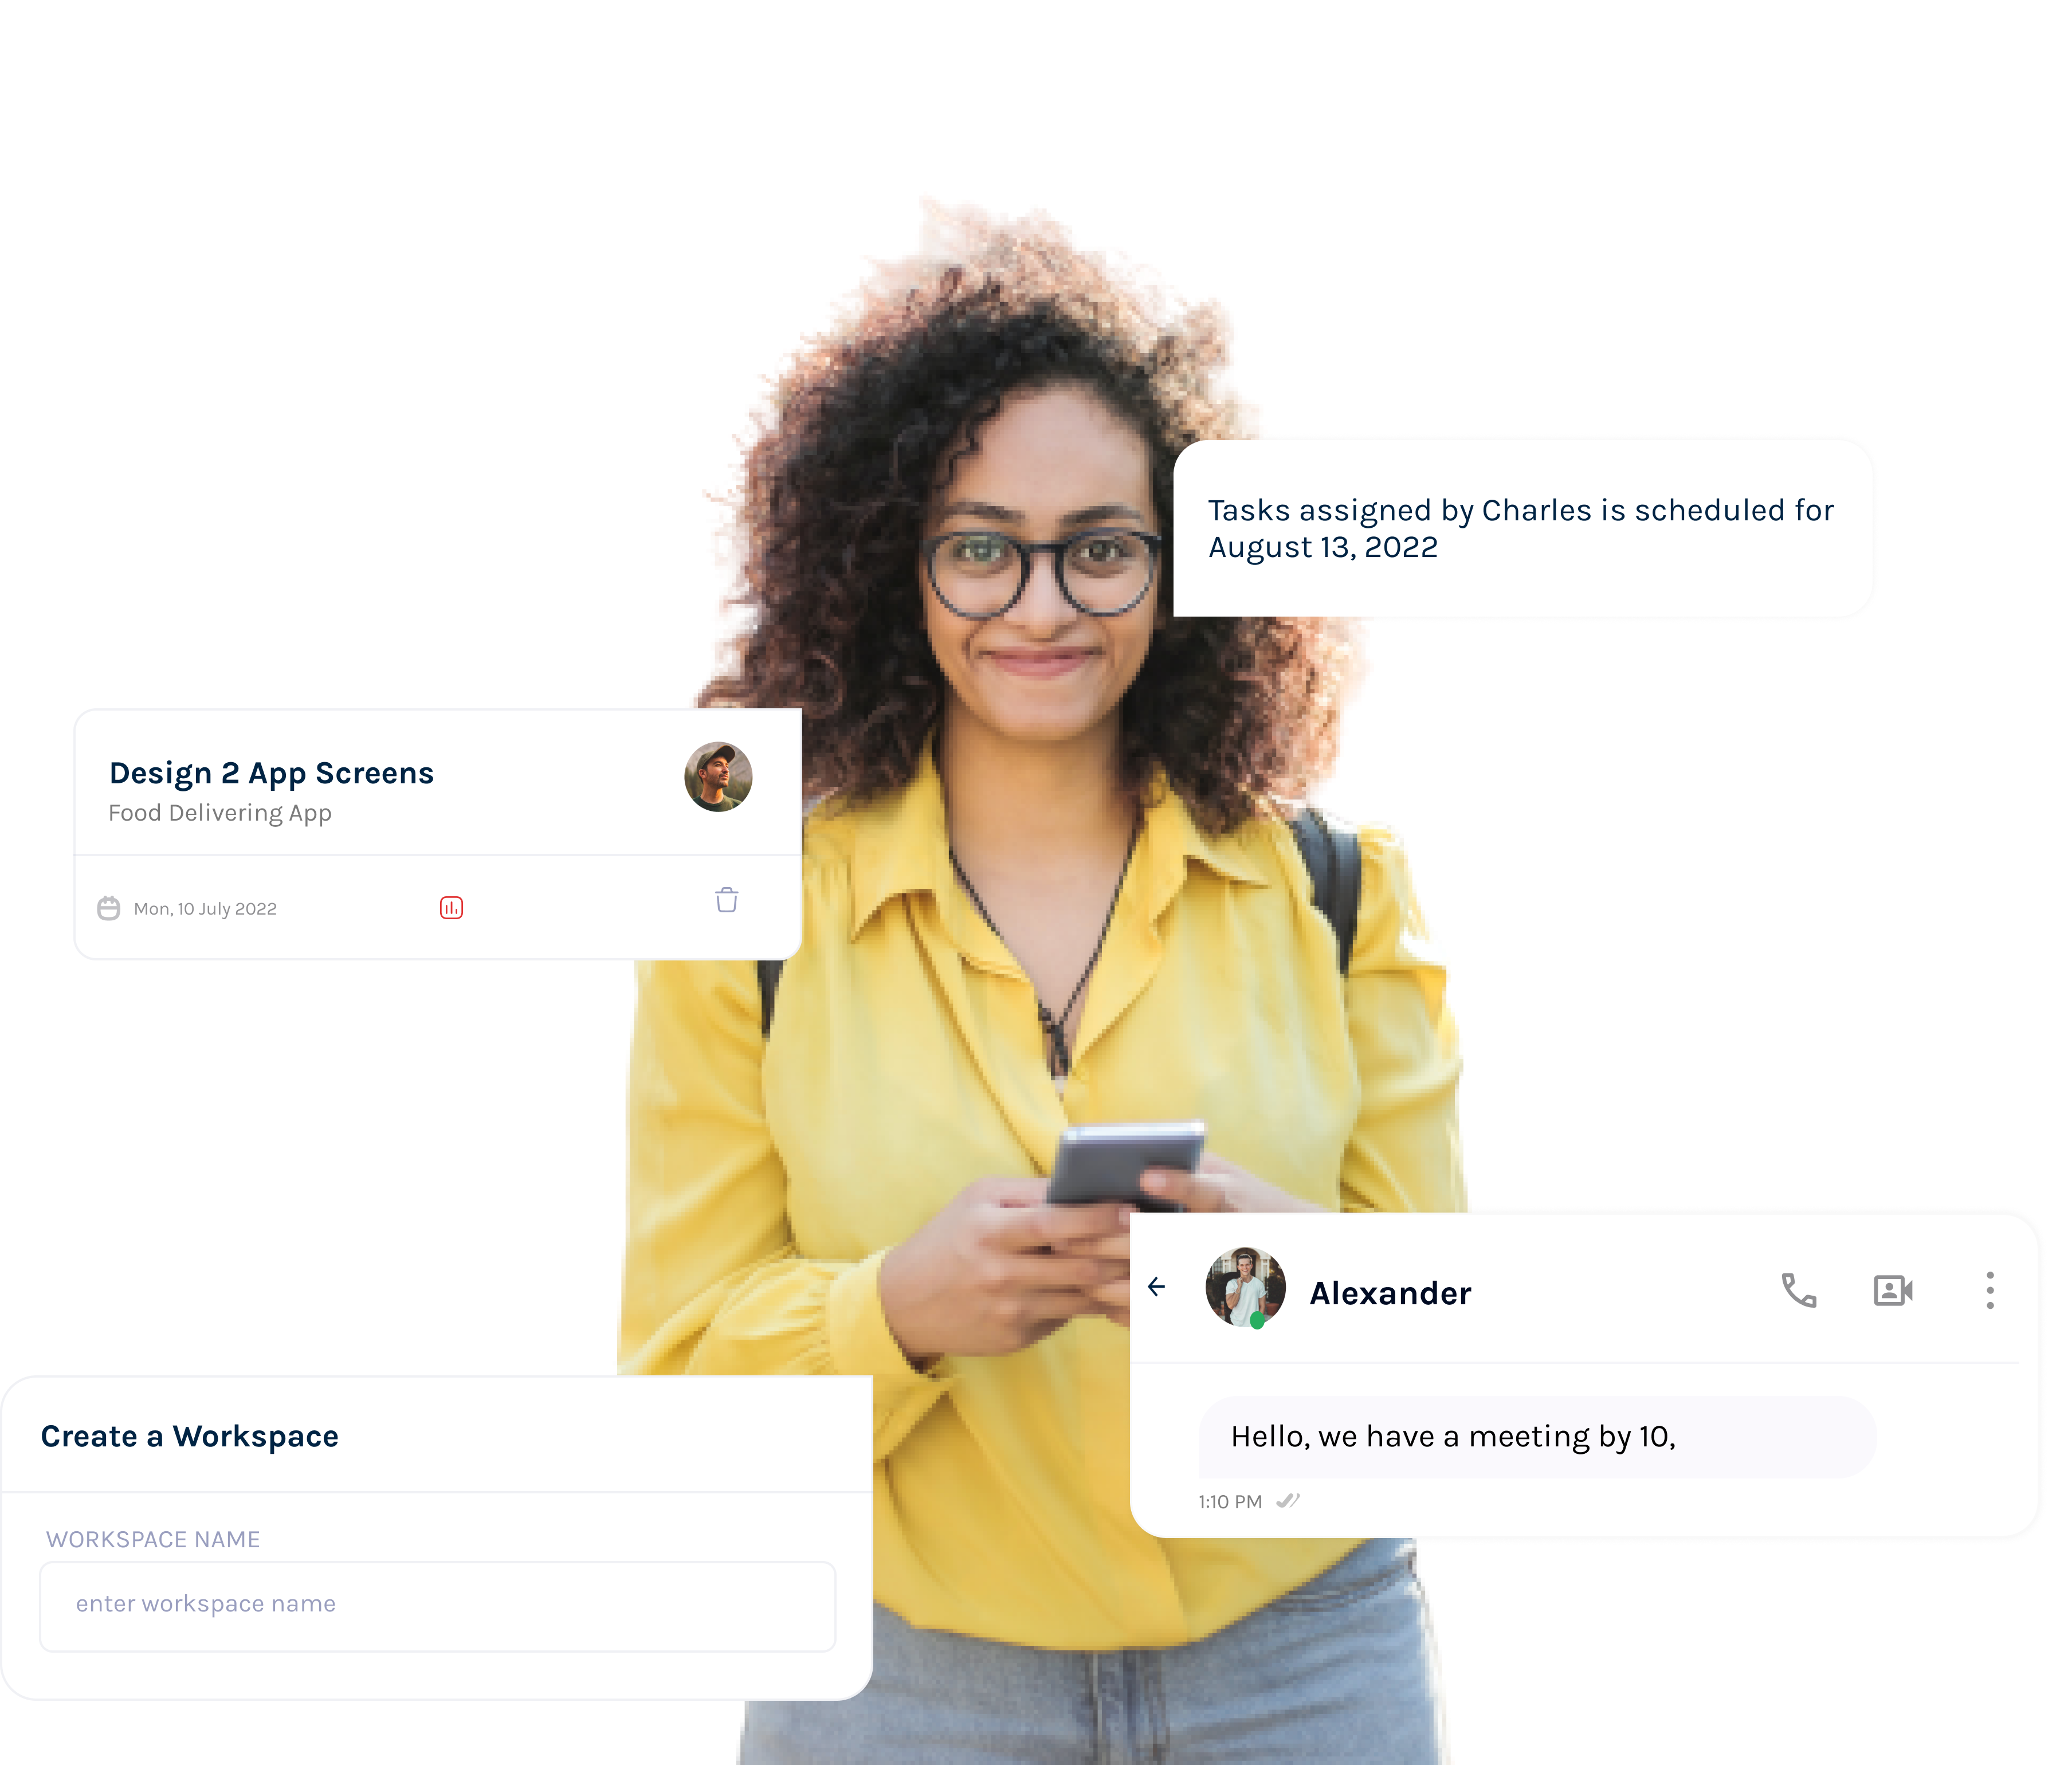 Tasks assigned by Charles is scheduled for
August 13, 2022
Design 2 App Screens
Food Delivering App
Mon, 10 July 2022
Alexander
Hello, we have a meeting by 10,
1:10 PM
Create a Workspace
WORKSPACE NAME
enter workspace name